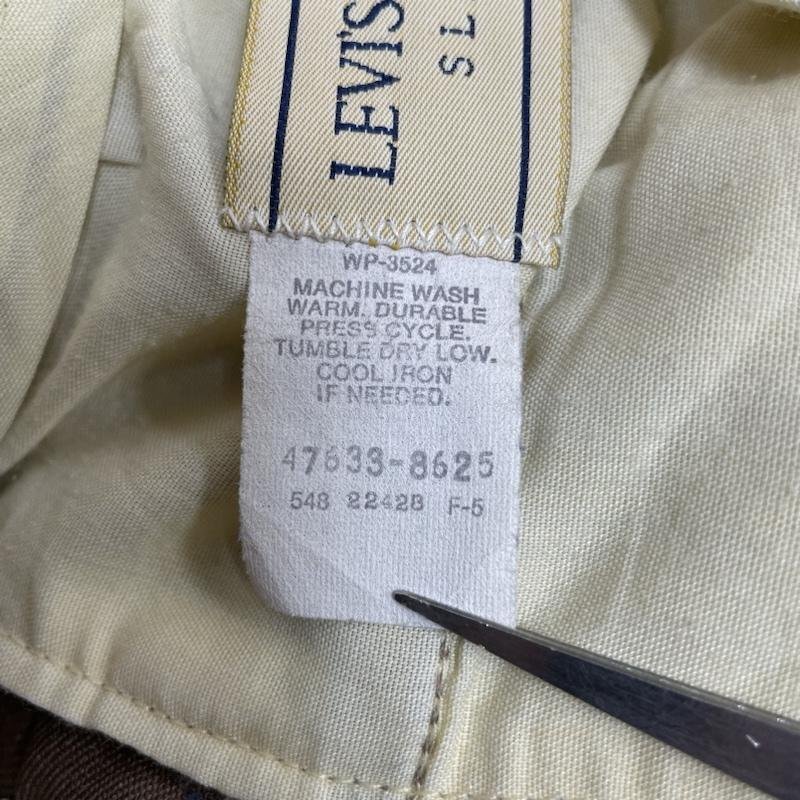 LEVI'S
SL
WP-3524
MACHINE WASH
WARM. DURABLE
PRESS CYCLE.
TUMBLE DRY LOW.
COOL IRON
IF NEEDED.
47633-8625
548 22428 F-5